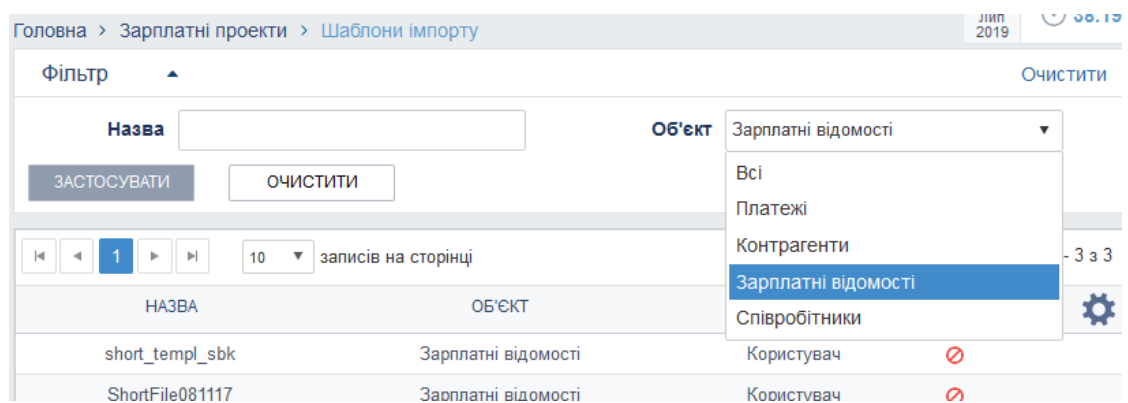 Головна > Зарплатні проекти > Шаблони імпорту
Лип
2019
38:19
Фільтр
Очистити
Назва
Об'єкт
Зарплатні відомості
ЗАСТОСУВАТИ
ОЧИСТИТИ
Всі
Платежі
Контрагенти
Зарплатні відомості
Співробітники
1
10
записів на сторінці
- 3 з 3
НАЗВА
ОБ'ЄКТ
short_templ_sbk
Зарплатні відомості
Користувач
ShortFile081117
Зарплатні відомості
Користувач